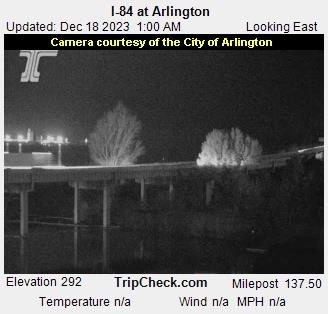 I-84 at Arlington
Updated: Dec 18 2023 1:00 AM Looking East
Camera courtesy of the City of Arlington
Elevation 292 TripCheck.com Milepost 137.50
Temperature n/a Wind n/a MPH n/a